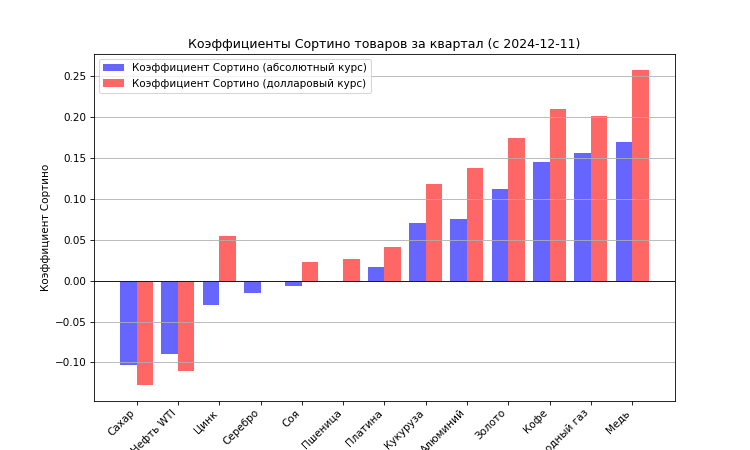 Коэффициенты Сортино товаров за квартал (с 2024-12-11)
Коэффициент Сортино (абсолютный курс)
Коэффициент Сортино (долларовый курс)
Коэффициент Сортино
0.25
0.20
0.15
0.10
0.05
0.00
−0.05
−0.10
Сахар
Нефть WTI
Цинк
Серебро
Соя
Пшеница
Платина
Кукуруза
Алюминий
Золото
Кофе
одный газ
Медь